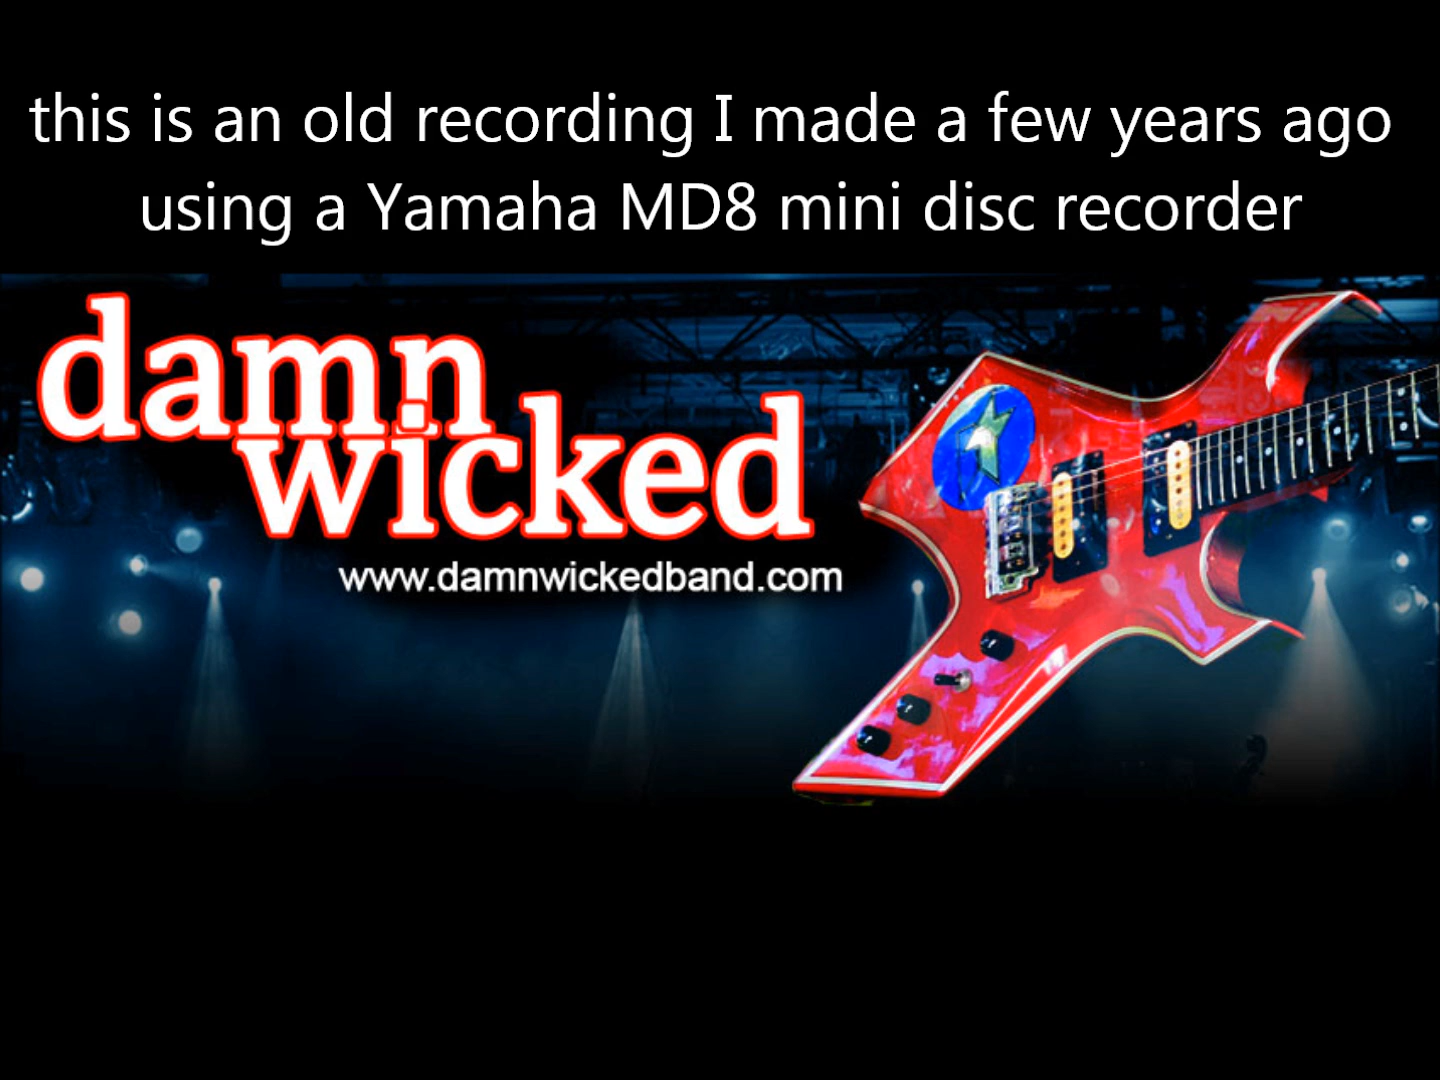 this is an old recording I made a few years ago
using a Yamaha MD8 mini disc recorder
damn
wicked
www.damnwickedband.com